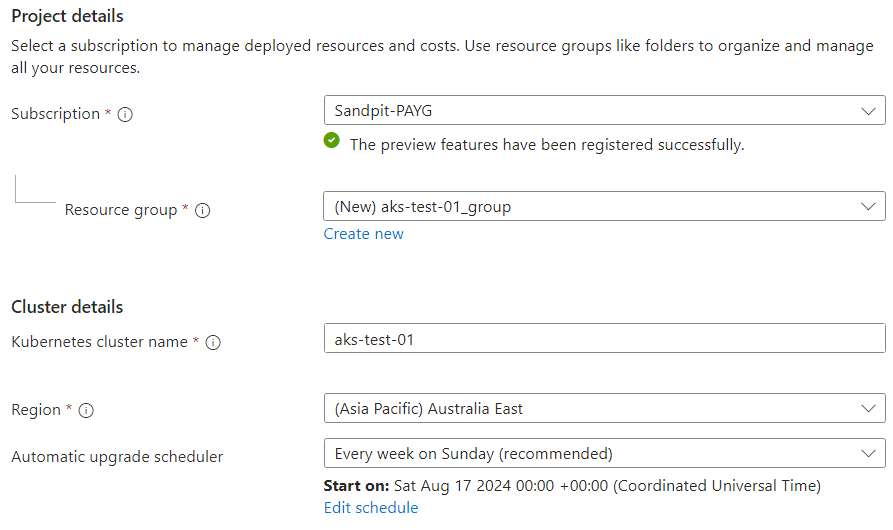 Project details
Select a subscription to manage deployed resources and costs. Use resource groups like folders to organize and manage
all your resources.
Subscription *
Sandpit-PAYG
The preview features have been registered successfully.
Resource group *
(New) aks-test-01_group
Create new
Cluster details
Kubernetes cluster name *
aks-test-01
Region *
(Asia Pacific) Australia East
Automatic upgrade scheduler
Every week on Sunday (recommended)
Start on: Sat Aug 17 2024 00:00 +00:00 (Coordinated Universal Time)
Edit schedule